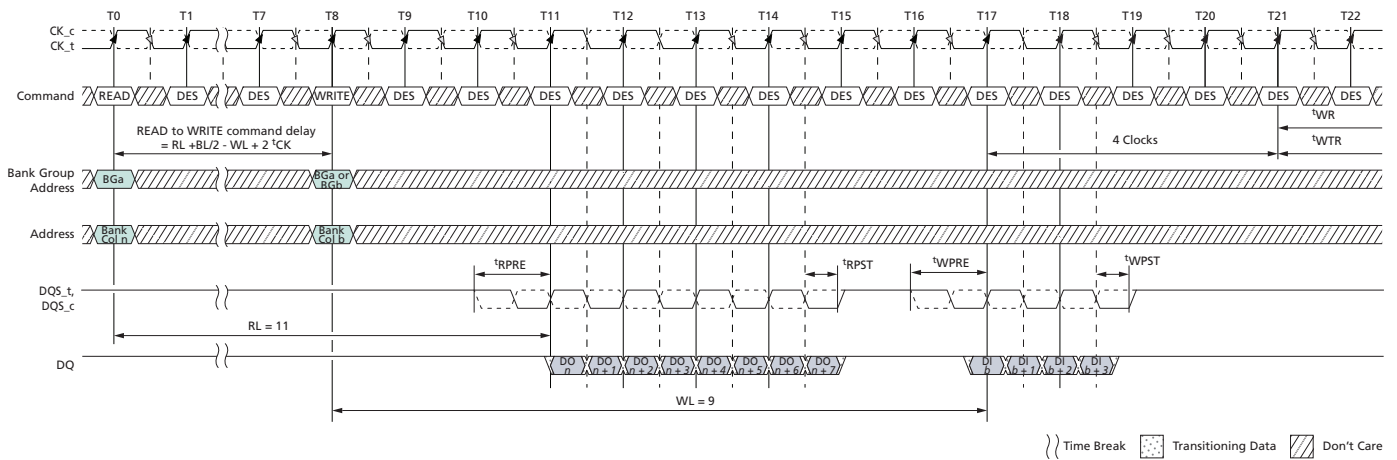 T0 T1 T7 T8 T9 T10 T11 T12 T13 T14 T15 T16 T17 T18 T19 T20 T21 T22
CK_c
CK_t
Command READ DES DES WRITE DES DES DES DES DES DES DES DES DES DES DES DES DES DES
tWR
READ to WRITE command delay
= RL +BL/2 - WL + 2 tCK
4 Clocks
tWTR
Bank Group
Address
BGa
BGa or
BGb
Address
Bank
Col n
Bank
Col b
tRPRE tRPST tWPRE tWPST
DQS_t,
DQS_c
RL = 11
DQ
DO
n
DO
n + 1
DO
n + 2
DO
n + 3
DO
n + 4
DO
n + 5
DO
n + 6
DO
n + 7
DI
b
DI
b + 1
DI
b + 2
DI
b + 3
WL = 9
Time Break Transitioning Data Don't Care